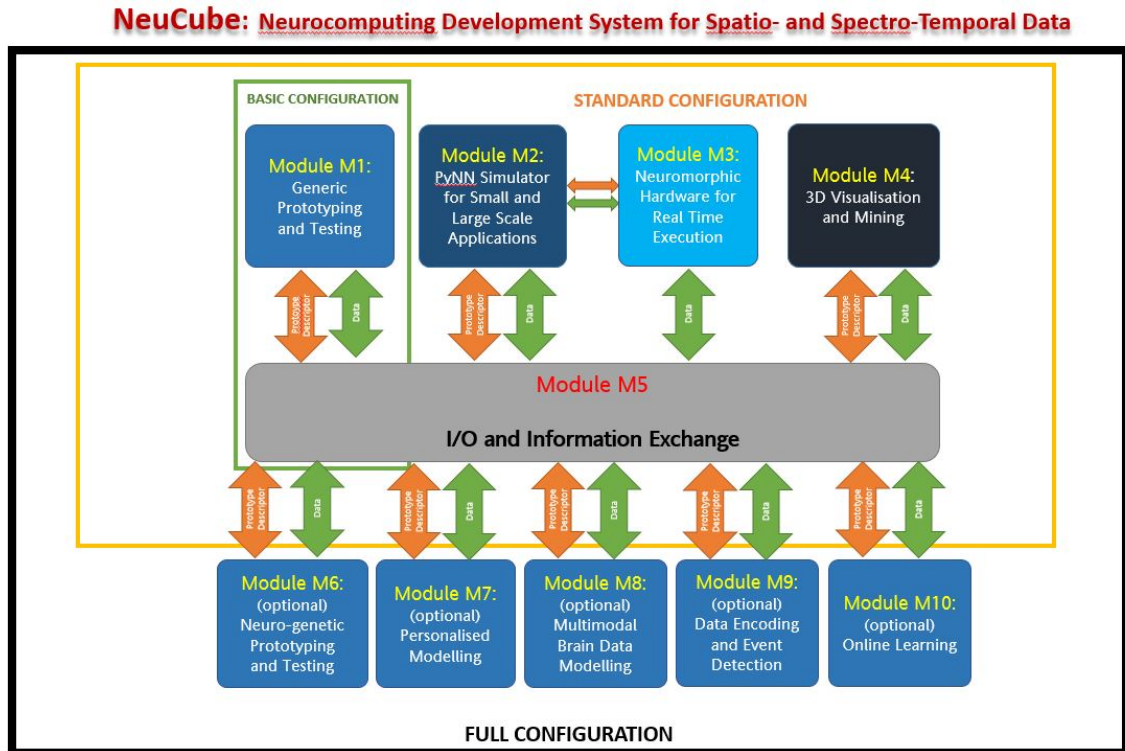 NeuCube: Neurocomputing Development System for Spatio- and Spectro-Temporal Data
BASIC CONFIGURATION
STANDARD CONFIGURATION
Module M1:
Generic
Prototyping
and Testing
Module M2:
PyNN Simulator
for Small and
Large Scale
Applications
Module M3:
Neuromorphic
Hardware for
Real Time
Execution
Module M4:
3D Visualisation
and Mining
Prototype
Descriptor
Data
Prototype
Descriptor
Data
Data
Prototype
Descriptor
Data
Module M5
I/O and Information Exchange
Prototype
Descriptor
Data
Prototype
Descriptor
Data
Prototype
Descriptor
Data
Prototype
Descriptor
Data
Prototype
Descriptor
Data
Module M6:
(optional)
Neuro-genetic
Prototyping
and Testing
Module M7:
(optional)
Personalised
Modelling
Module M8:
(optional)
Multimodal
Brain Data
Modelling
Module M9:
(optional)
Data Encoding
and Event
Detection
Module M10:
(optional)
Online Learning
FULL CONFIGURATION